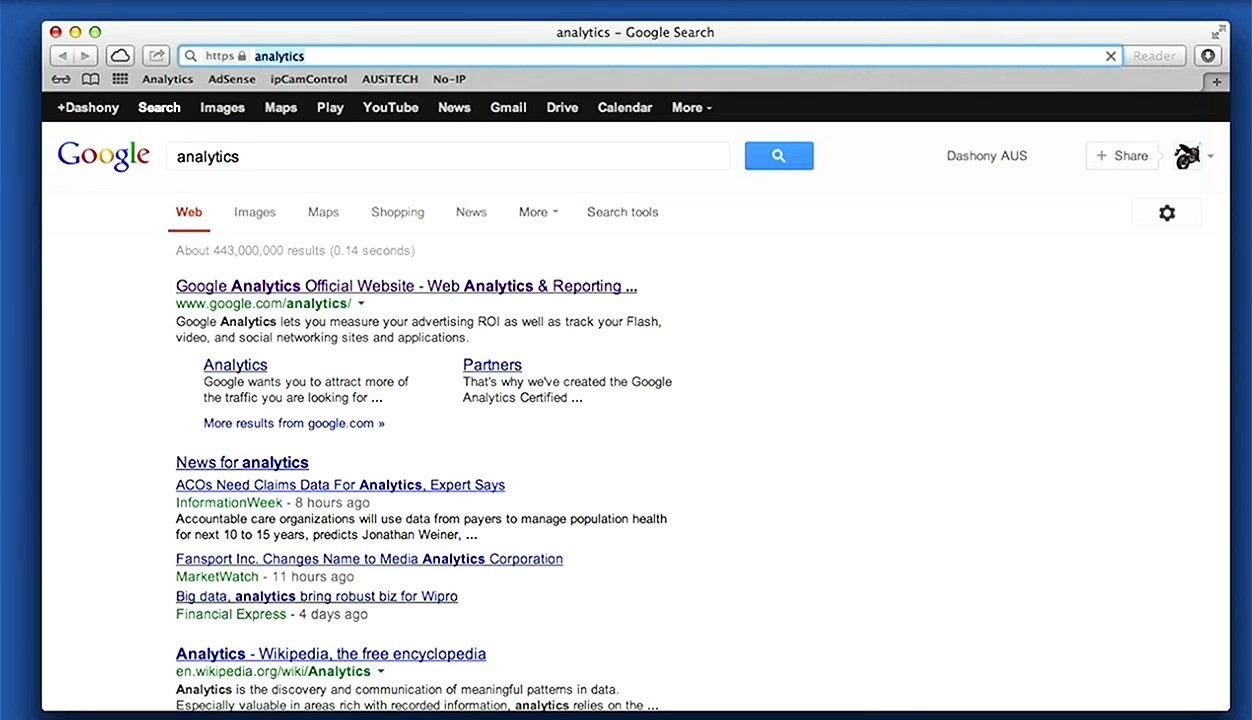 analytics – Google Search
https analytics
Reader
Analytics AdSense ipCamControl AUSiTECH No-IP
+Dashony Search Images Maps Play YouTube News Gmail Drive Calendar More
Google analytics Dashony AUS + Share
Web Images Maps Shopping News More Search tools
About 443,000,000 results (0.14 seconds)
Google Analytics Official Website - Web Analytics & Reporting ...
www.google.com/analytics/
Google Analytics lets you measure your advertising ROI as well as track your Flash,
video, and social networking sites and applications.
Analytics
Google wants you to attract more of
the traffic you are looking for ...
Partners
That's why we've created the Google
Analytics Certified ...
More results from google.com »
News for analytics
ACOs Need Claims Data For Analytics, Expert Says
InformationWeek - 8 hours ago
Accountable care organizations will use data from payers to manage population health
for next 10 to 15 years, predicts Jonathan Weiner, ...
Fansport Inc. Changes Name to Media Analytics Corporation
MarketWatch - 11 hours ago
Big data, analytics bring robust biz for Wipro
Financial Express - 4 days ago
Analytics - Wikipedia, the free encyclopedia
en.wikipedia.org/wiki/Analytics
Analytics is the discovery and communication of meaningful patterns in data.
Especially valuable in areas rich with recorded information, analytics relies on the ...